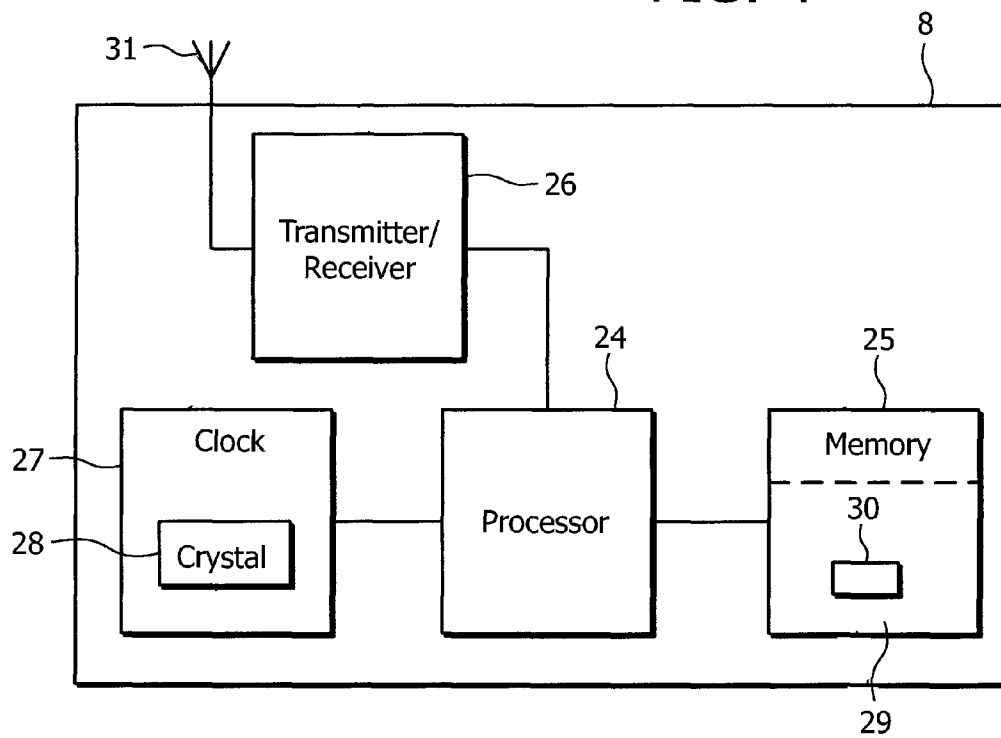 8
31
26
Transmitter/
Receiver
24
25
27
Clock
Memory
30
28
Crystal
Processor
29